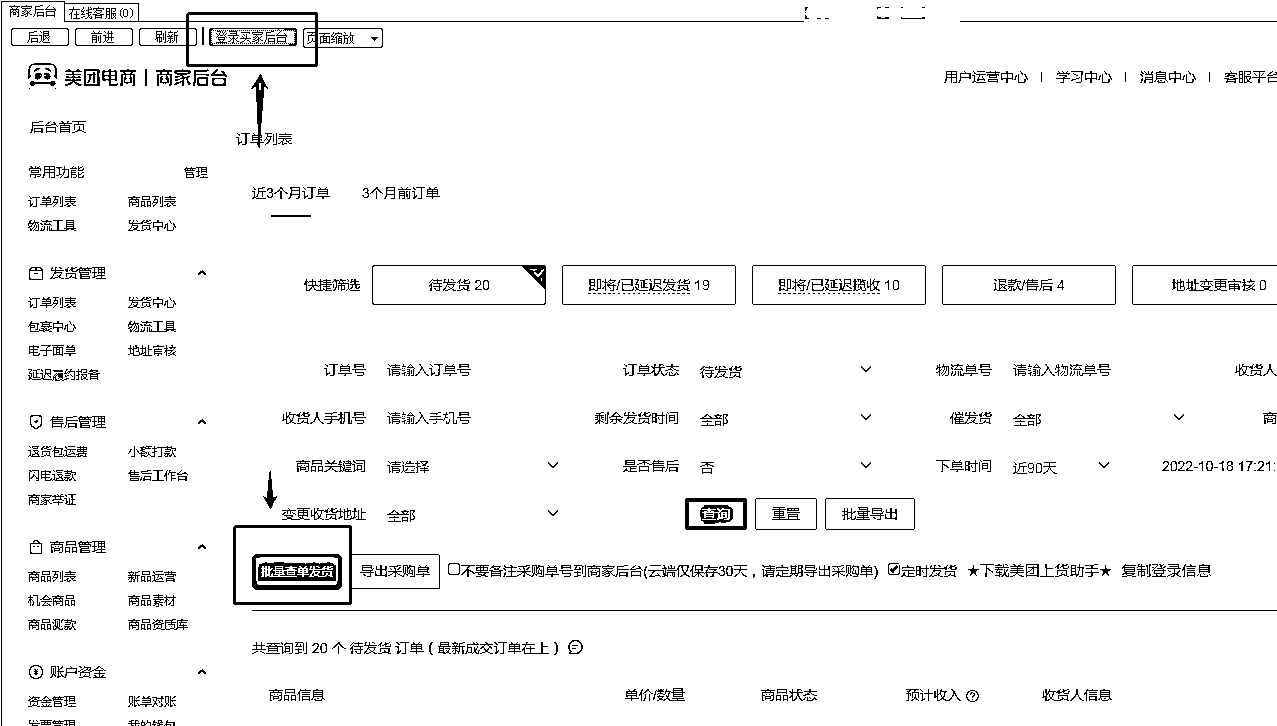 商家后台 在线客服(0)
后退 前进 刷新 登录买家后台 页面缩放
美团电商 | 商家后台 用户运营中心 | 学习中心 | 消息中心 | 客服平台
后台首页
订单列表
常用功能 管理
近3个月订单 3个月前订单
订单列表 商品列表
物流工具 发货中心
发货管理
快捷筛选 待发货 20 即将/已延迟发货 19 即将/已延迟揽收 10 退款/售后 4 地址变更审核 0
订单列表 发货中心
包裹中心 物流工具
电子面单 地址审核
延迟履约报备
订单号 请输入订单号 订单状态 待发货 物流单号 请输入物流单号 收货人
售后管理
收货人手机号 请输入手机号 剩余发货时间 全部 催发货 全部 商
退货包运费 小额打款
闪电退款 售后工作台
商家举证
商品关键词 请选择 是否售后 否 下单时间 近90天 2022-10-18 17:21:
变更收货地址 全部 查询 重置 批量导出
商品管理
批量查单发货 导出采购单 不要备注采购单号到商家后台(云端仅保存30天，请定期导出采购单) 定时发货 ★下载美团上货助手★ 复制登录信息
商品列表 新品运营
机会商品 商品素材
商品测款 商品资质库
共查询到 20 个 待发货 订单 ( 最新成交订单在上 )
账户资金
商品信息 单价/数量 商品状态 预计收入 收货人信息
资金管理 账单对账
发票管理 我的钱包